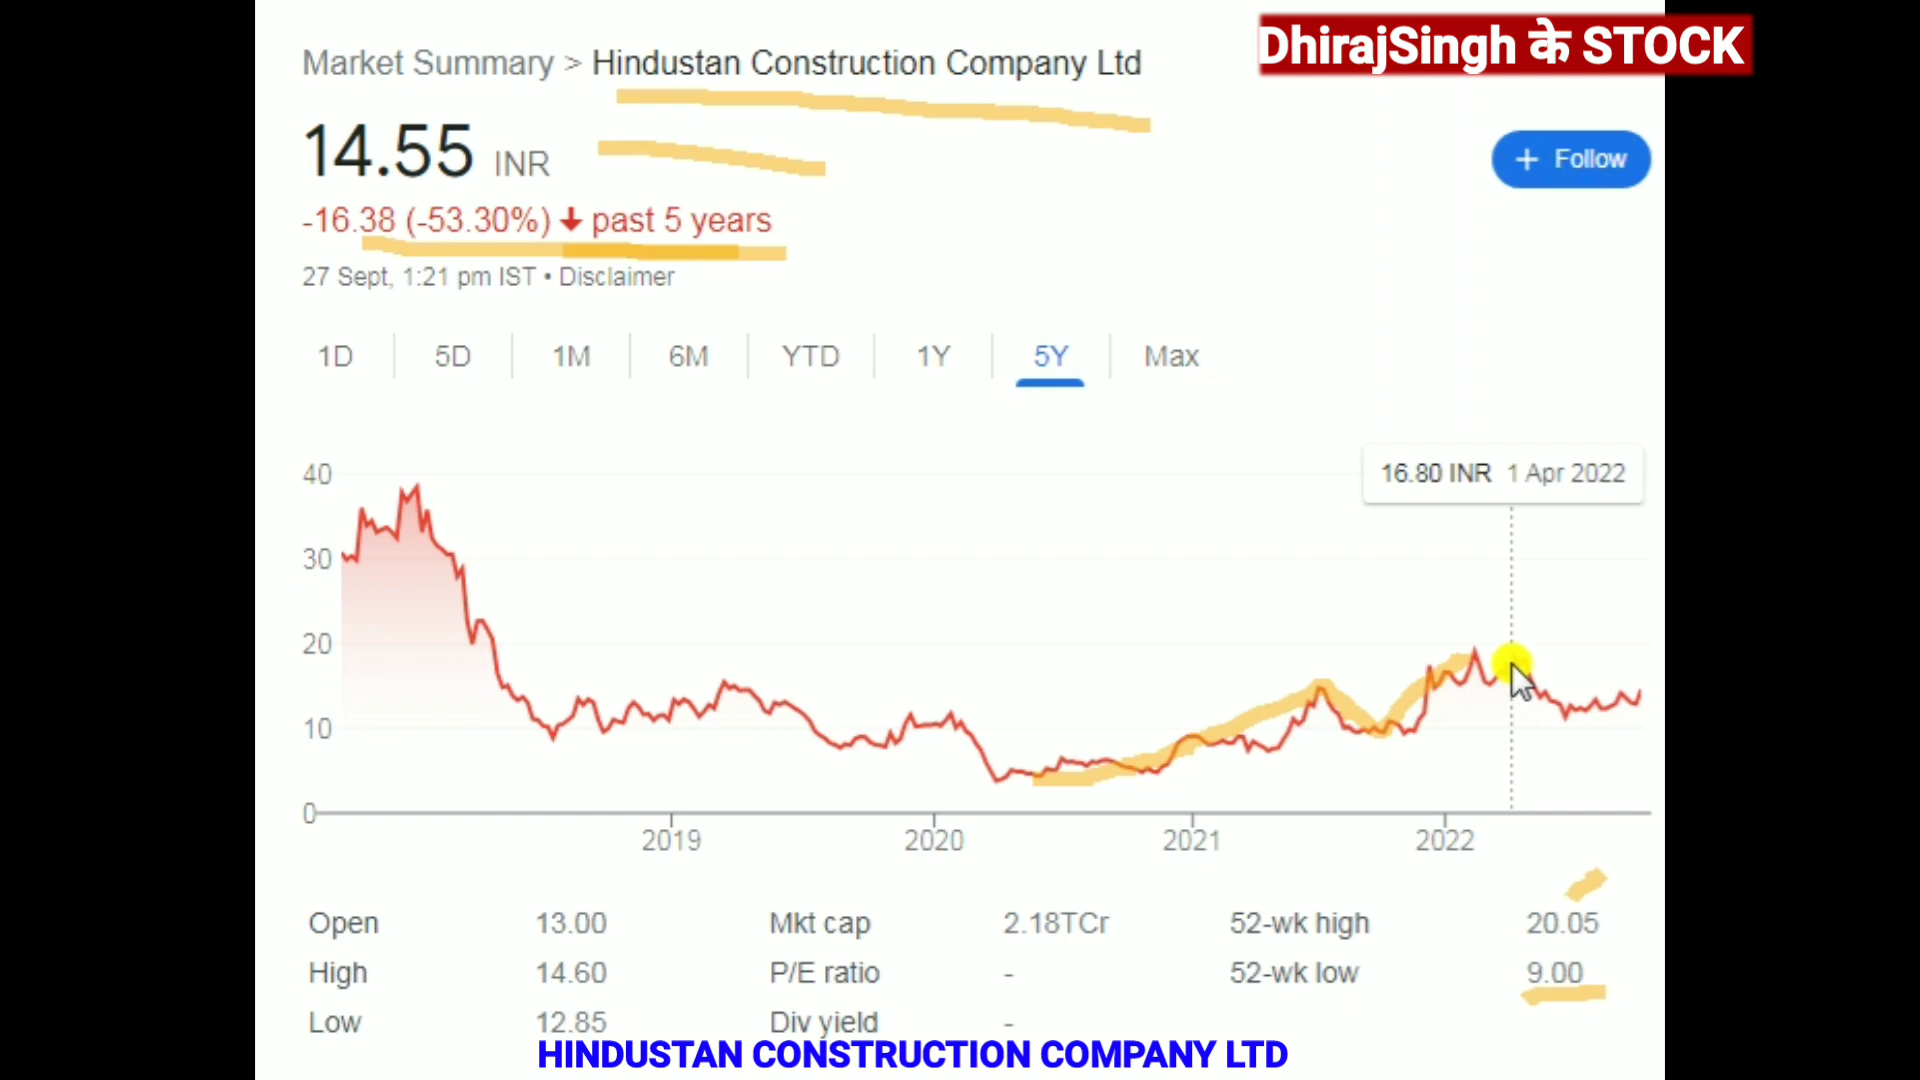 DhirajSingh के STOCK
Market Summary > Hindustan Construction Company Ltd
14.55 INR
+ Follow
-16.38 (-53.30%) ↓ past 5 years
27 Sept, 1:21 pm IST • Disclaimer
1D 5D 1M 6M YTD 1Y 5Y Max
16.80 INR 1 Apr 2022
40
30
20
10
0
2019 2020 2021 2022
Open 13.00 Mkt cap 2.18TCr 52-wk high 20.05
High 14.60 P/E ratio - 52-wk low 9.00
Low 12.85 Div yield -
HINDUSTAN CONSTRUCTION COMPANY LTD